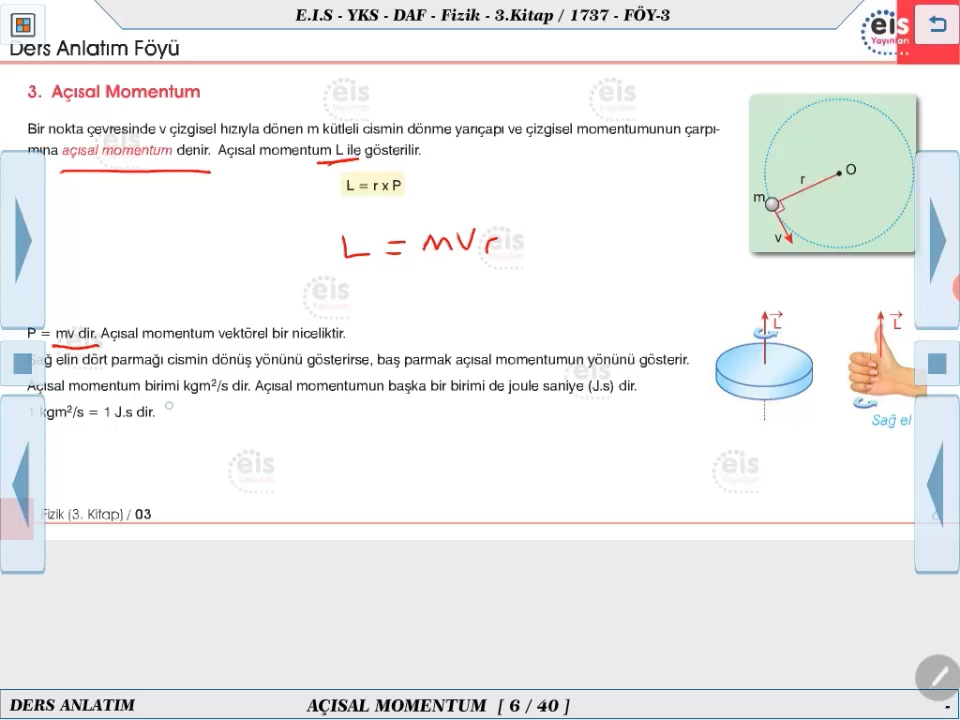 E.I.S - YKS - DAF - Fizik - 3.Kitap / 1737 - FÖY-3
Ders Anlatım Föyü
eis
Yayınları
3. Açısal Momentum
Bir nokta çevresinde v çizgisel hızıyla dönen m kütleli cismin dönme yarıçapı ve çizgisel momentumunun çarpı-
mına açısal momentum denir. Açısal momentum L ile gösterilir.
L = r x P
O
r
m
v
L = mVr
P = mv dir. Açısal momentum vektörel bir niceliktir.
Sağ elin dört parmağı cismin dönüş yönünü gösterirse, baş parmak açısal momentumun yönünü gösterir.
Açısal momentum birimi kgm²/s dir. Açısal momentumun başka bir birimi de joule saniye (J.s) dir.
1 kgm²/s = 1 J.s dir.
L
L
Sağ el
Fizik (3. Kitap) / 03
DERS ANLATIM
AÇISAL MOMENTUM [ 6 / 40 ]
-